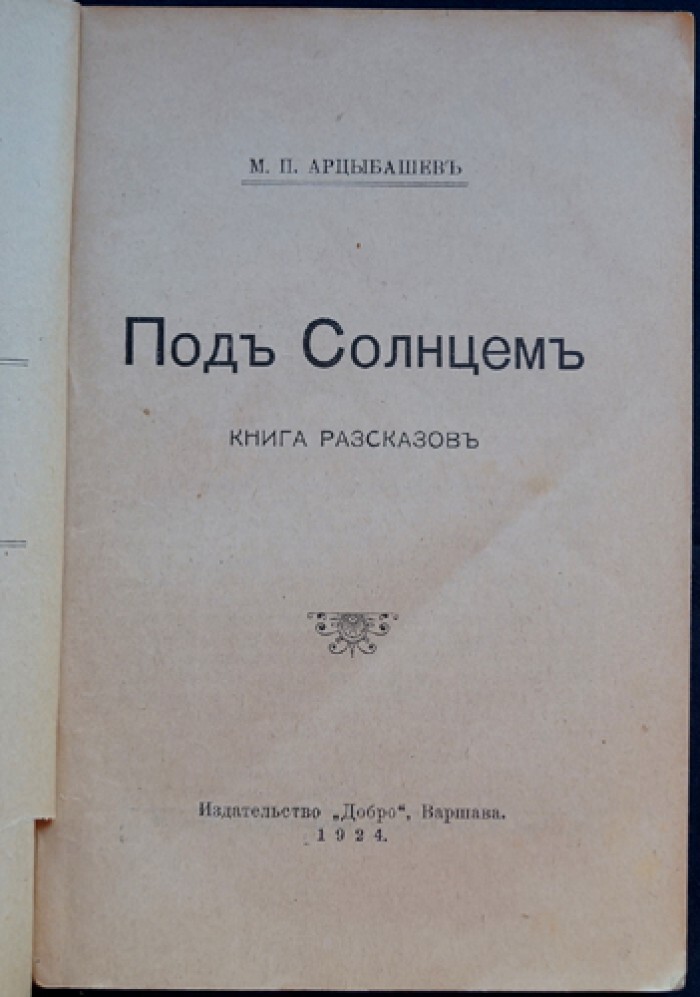 М. П. АРЦЫБАШЕВЪ
Подъ Солнцемъ
КНИГА РАЗСКАЗОВЪ
Издательство „Добро“, Варшава.
1924.